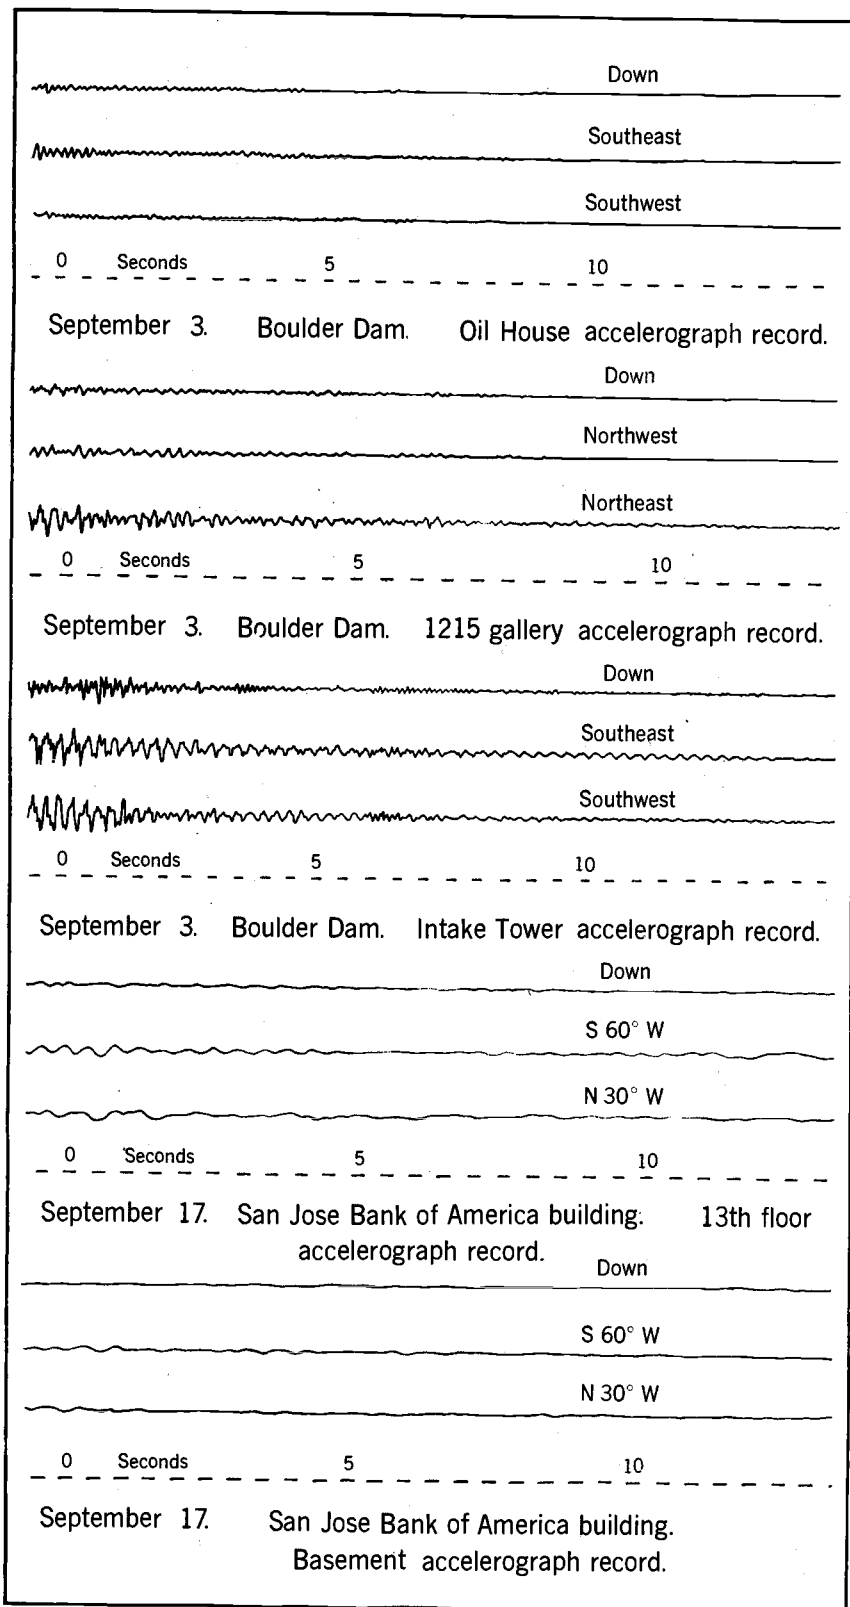 Down
Southeast
Southwest
0 Seconds 5 10
September 3. Boulder Dam. Oil House accelerograph record.
Down
Northwest
Northeast
0 Seconds 5 10
September 3. Boulder Dam. 1215 gallery accelerograph record.
Down
Southeast
Southwest
0 Seconds 5 10
September 3. Boulder Dam. Intake Tower accelerograph record.
Down
S 60° W
N 30° W
0 Seconds 5 10
September 17. San Jose Bank of America building. 13th floor
accelerograph record.
Down
S 60° W
N 30° W
0 Seconds 5 10
September 17. San Jose Bank of America building.
Basement accelerograph record.